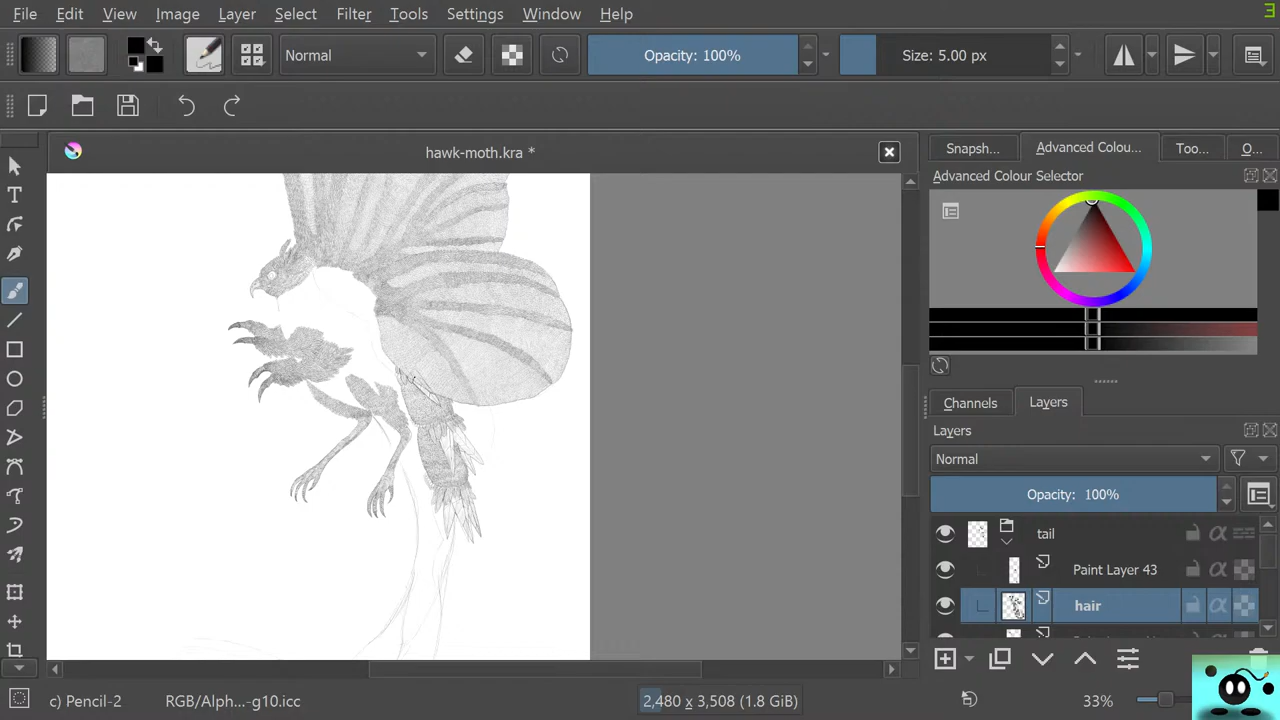 File Edit View Image Layer Select Filter Tools Settings Window Help
3
Normal Opacity: 100% Size: 5.00 px
hawk-moth.kra *
Snapsh... Advanced Colou... Too... O...
Advanced Colour Selector
Channels Layers
Layers
Normal
Opacity: 100%
tail
Paint Layer 43
hair
c) Pencil-2 RGB/Alph...-g10.icc 2,480 x 3,508 (1.8 GiB) 33%